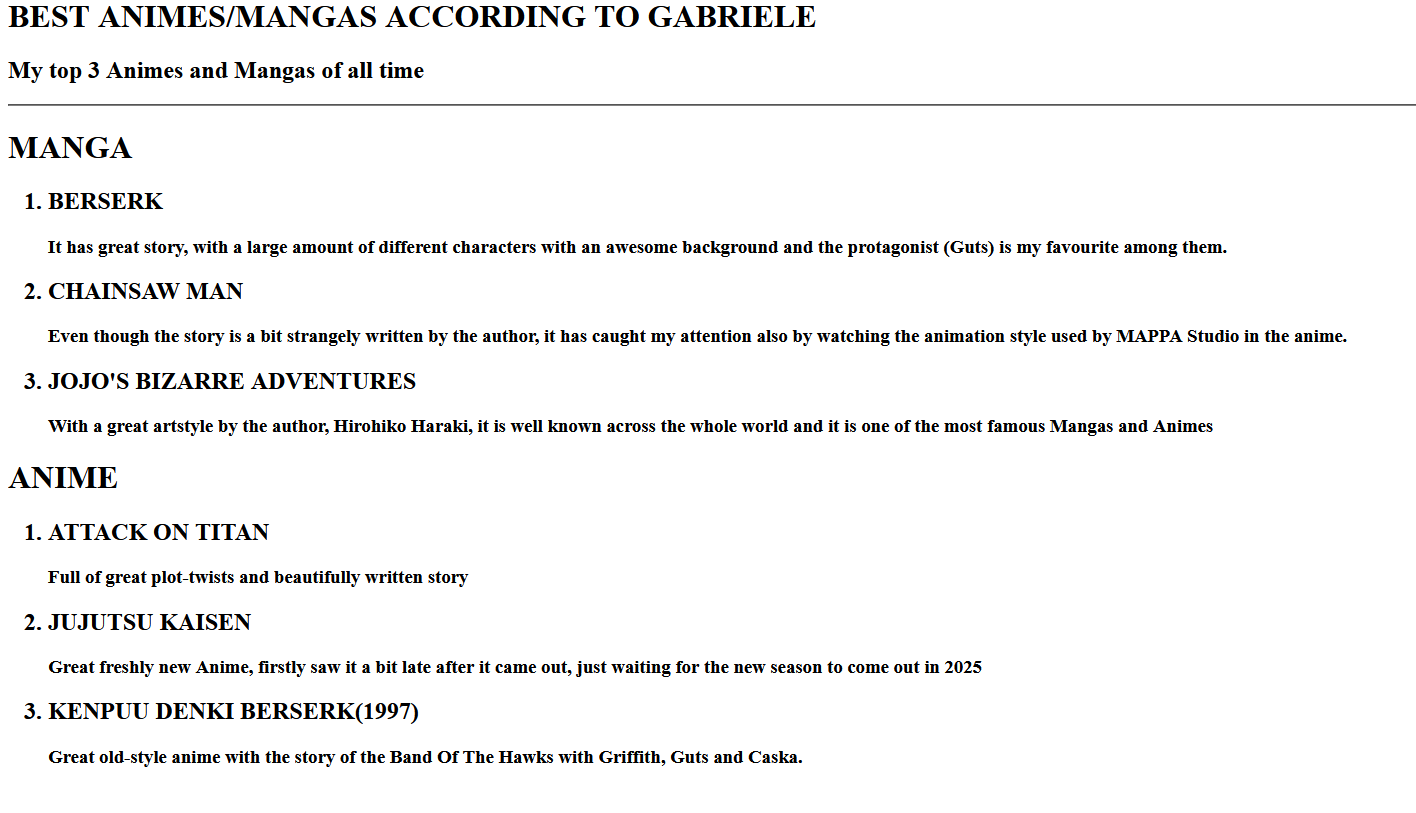 BEST ANIMES/MANGAS ACCORDING TO GABRIELE
My top 3 Animes and Mangas of all time
MANGA
1. BERSERK
It has great story, with a large amount of different characters with an awesome background and the protagonist (Guts) is my favourite among them.
2. CHAINSAW MAN
Even though the story is a bit strangely written by the author, it has caught my attention also by watching the animation style used by MAPPA Studio in the anime.
3. JOJO'S BIZARRE ADVENTURES
With a great artstyle by the author, Hirohiko Haraki, it is well known across the whole world and it is one of the most famous Mangas and Animes
ANIME
1. ATTACK ON TITAN
Full of great plot-twists and beautifully written story
2. JUJUTSU KAISEN
Great freshly new Anime, firstly saw it a bit late after it came out, just waiting for the new season to come out in 2025
3. KENPUU DENKI BERSERK(1997)
Great old-style anime with the story of the Band Of The Hawks with Griffith, Guts and Caska.